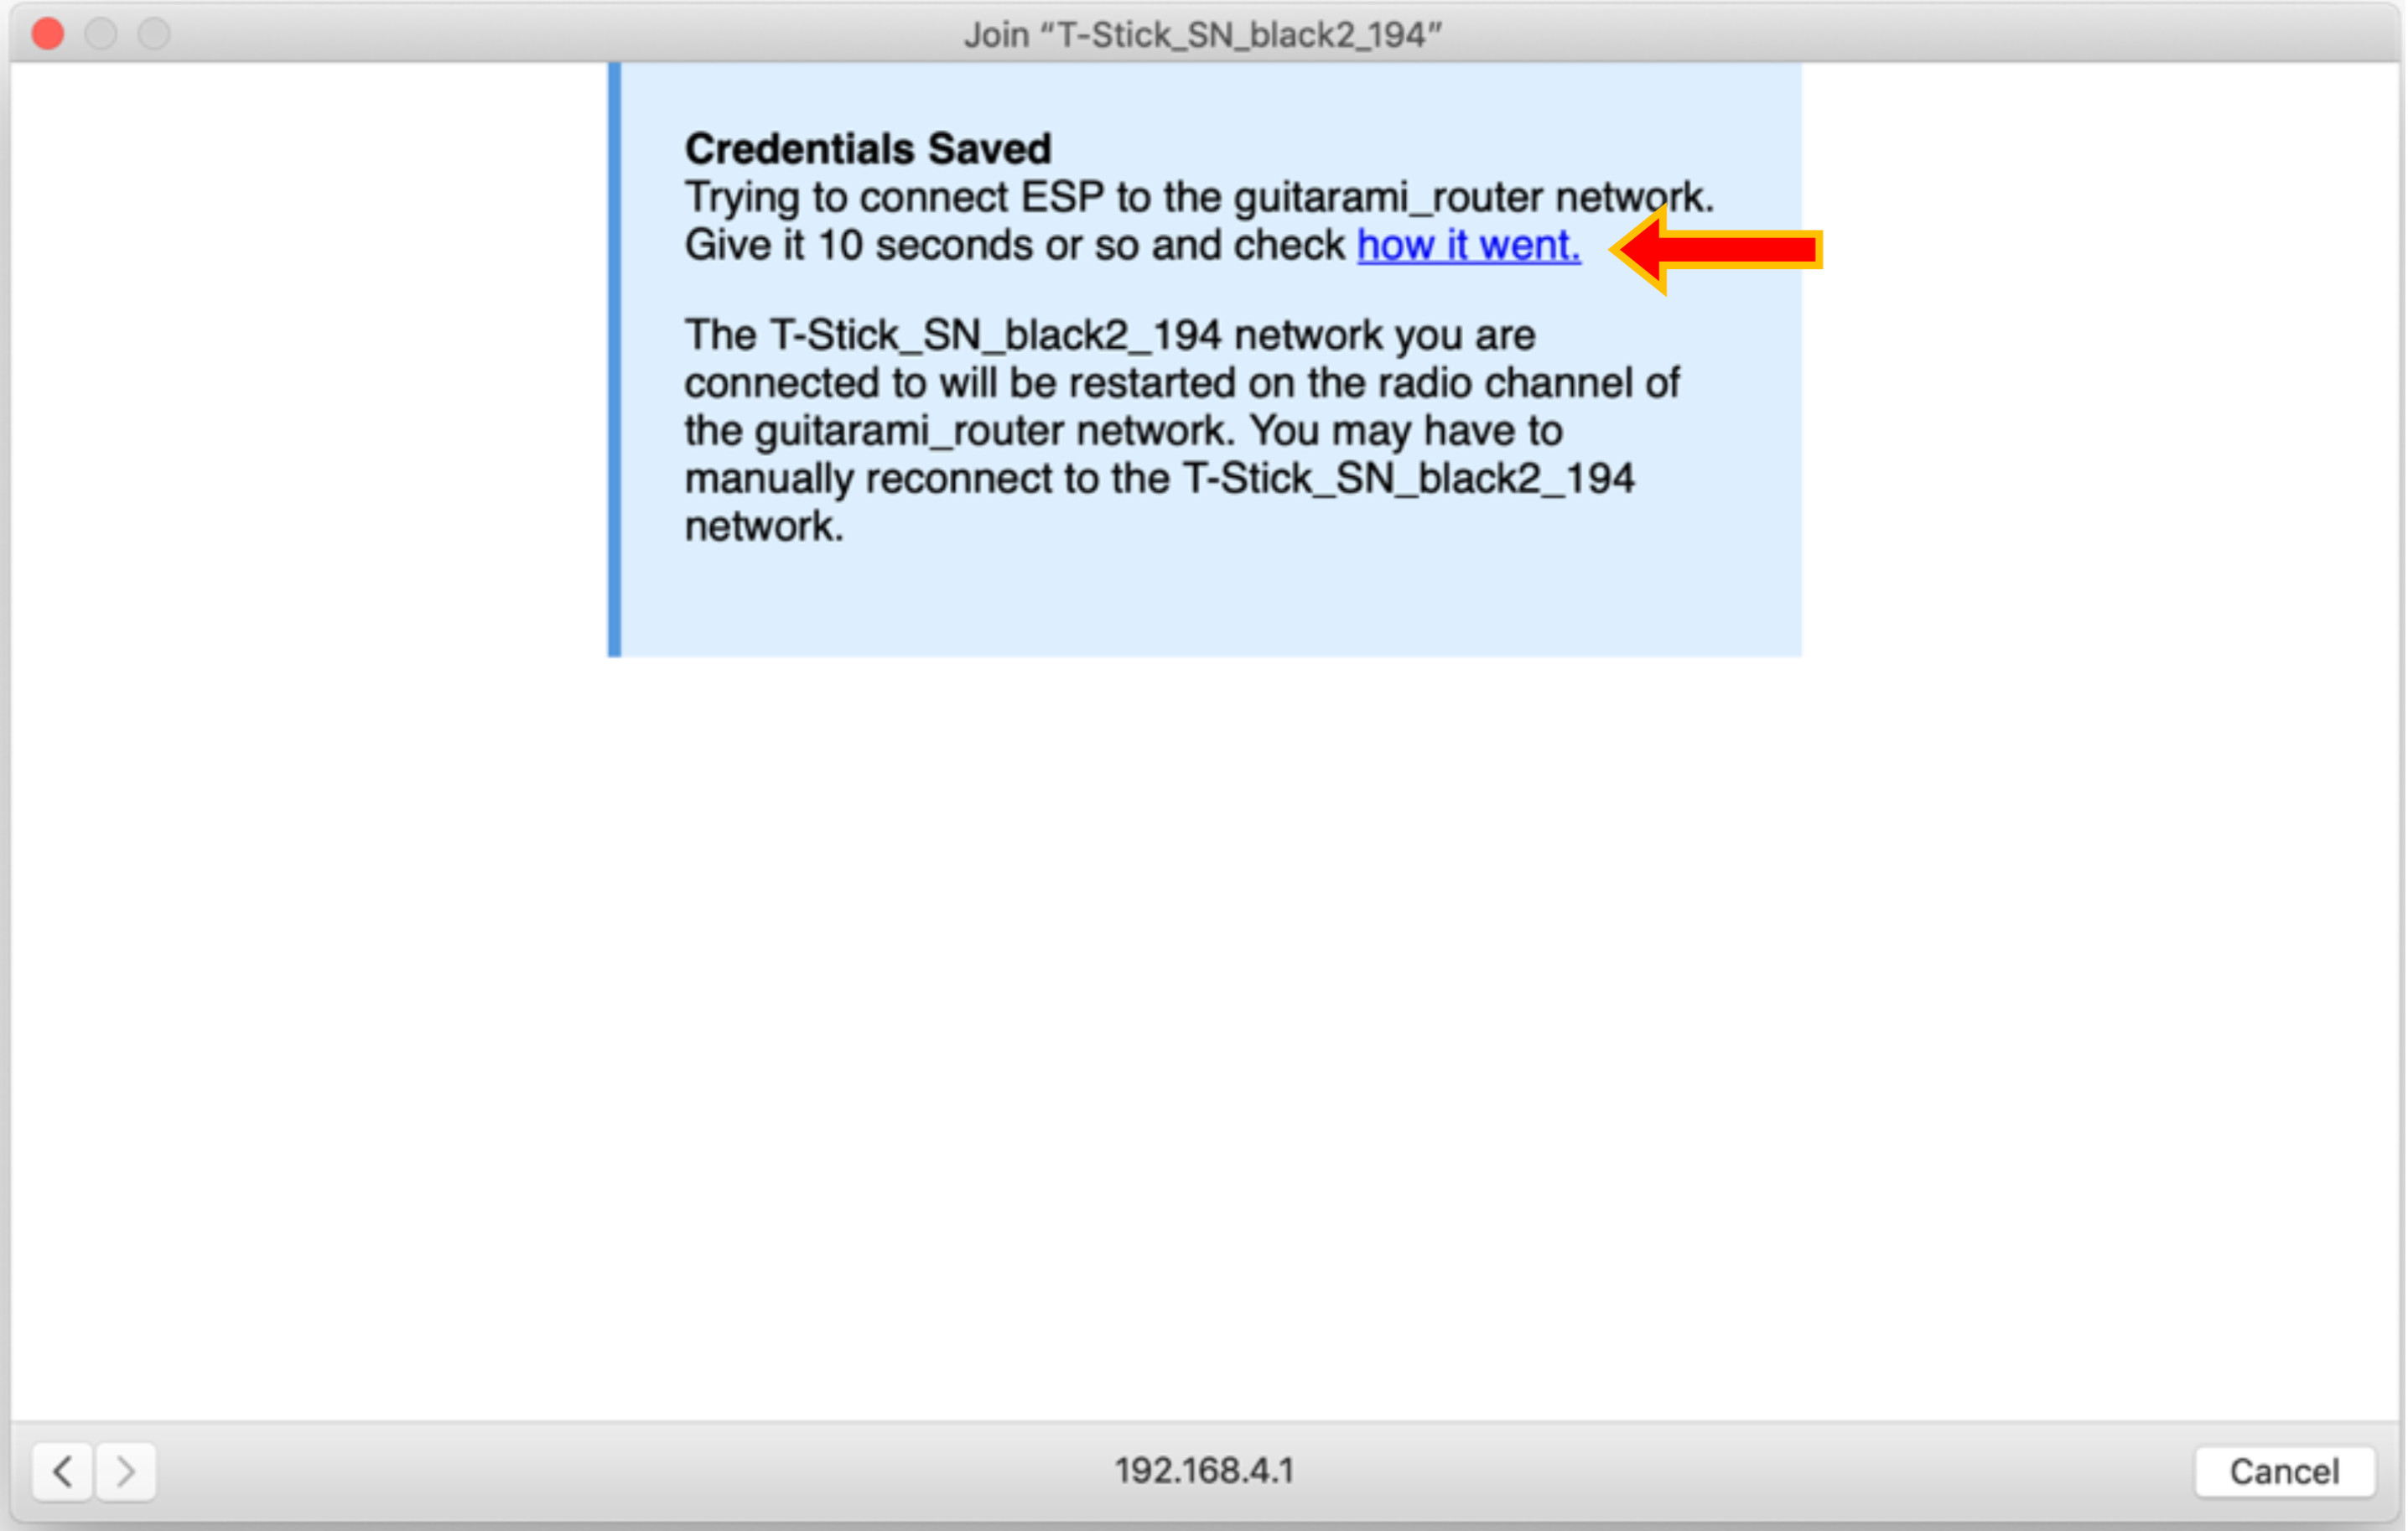 Join “T-Stick_SN_black2_194”
Credentials Saved
Trying to connect ESP to the guitarami_router network.
Give it 10 seconds or so and check how it went.
The T-Stick_SN_black2_194 network you are
connected to will be restarted on the radio channel of
the guitarami_router network. You may have to
manually reconnect to the T-Stick_SN_black2_194
network.
192.168.4.1
Cancel